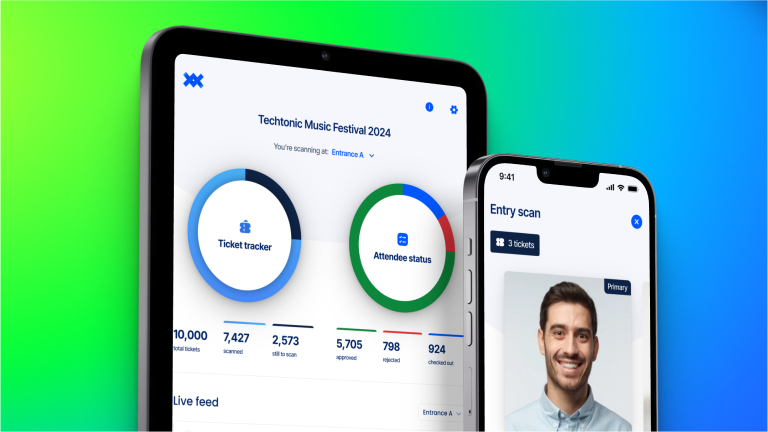 Techtonic Music Festival 2024
You're scanning at: Entrance A
Ticket tracker
Attendee status
10,000
total tickets
7,427
scanned
2,573
still to scan
5,705
approved
798
rejected
924
checked out
Live feed
Entrance A
9:41
Entry scan
3 tickets
Primary